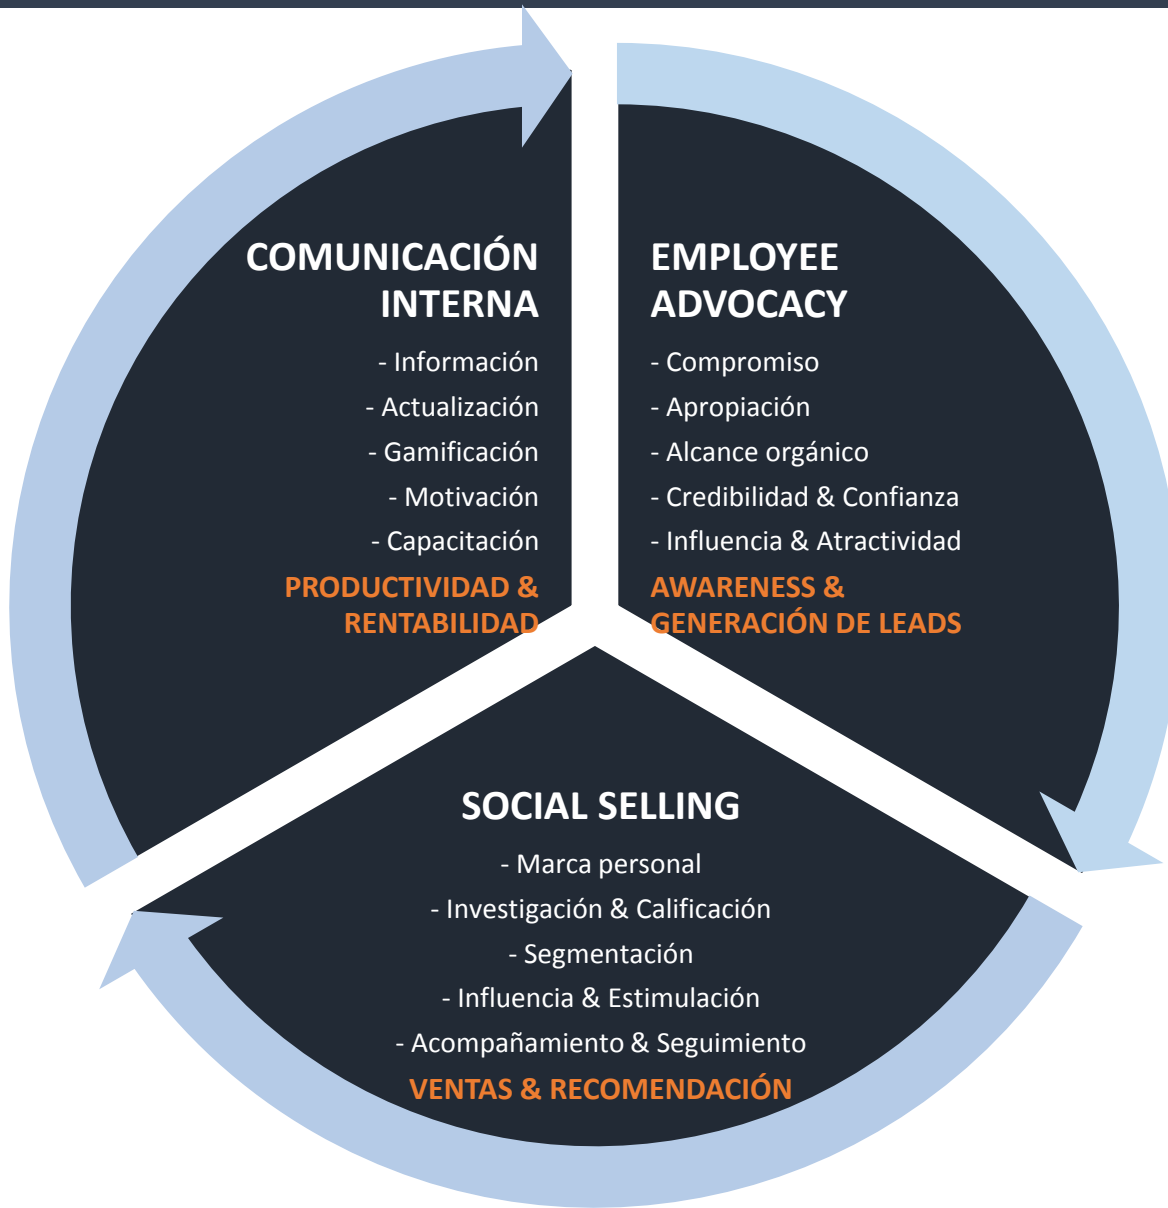 COMUNICACIÓN
INTERNA
- Información
- Actualización
- Gamificación
- Motivación
- Capacitación
PRODUCTIVIDAD &
RENTABILIDAD
EMPLOYEE
ADVOCACY
- Compromiso
- Apropiación
- Alcance orgánico
- Credibilidad & Confianza
- Influencia & Atractividad
AWARENESS &
GENERACIÓN DE LEADS
SOCIAL SELLING
- Marca personal
- Investigación & Calificación
- Segmentación
- Influencia & Estimulación
- Acompañamiento & Seguimiento
VENTAS & RECOMENDACIÓN